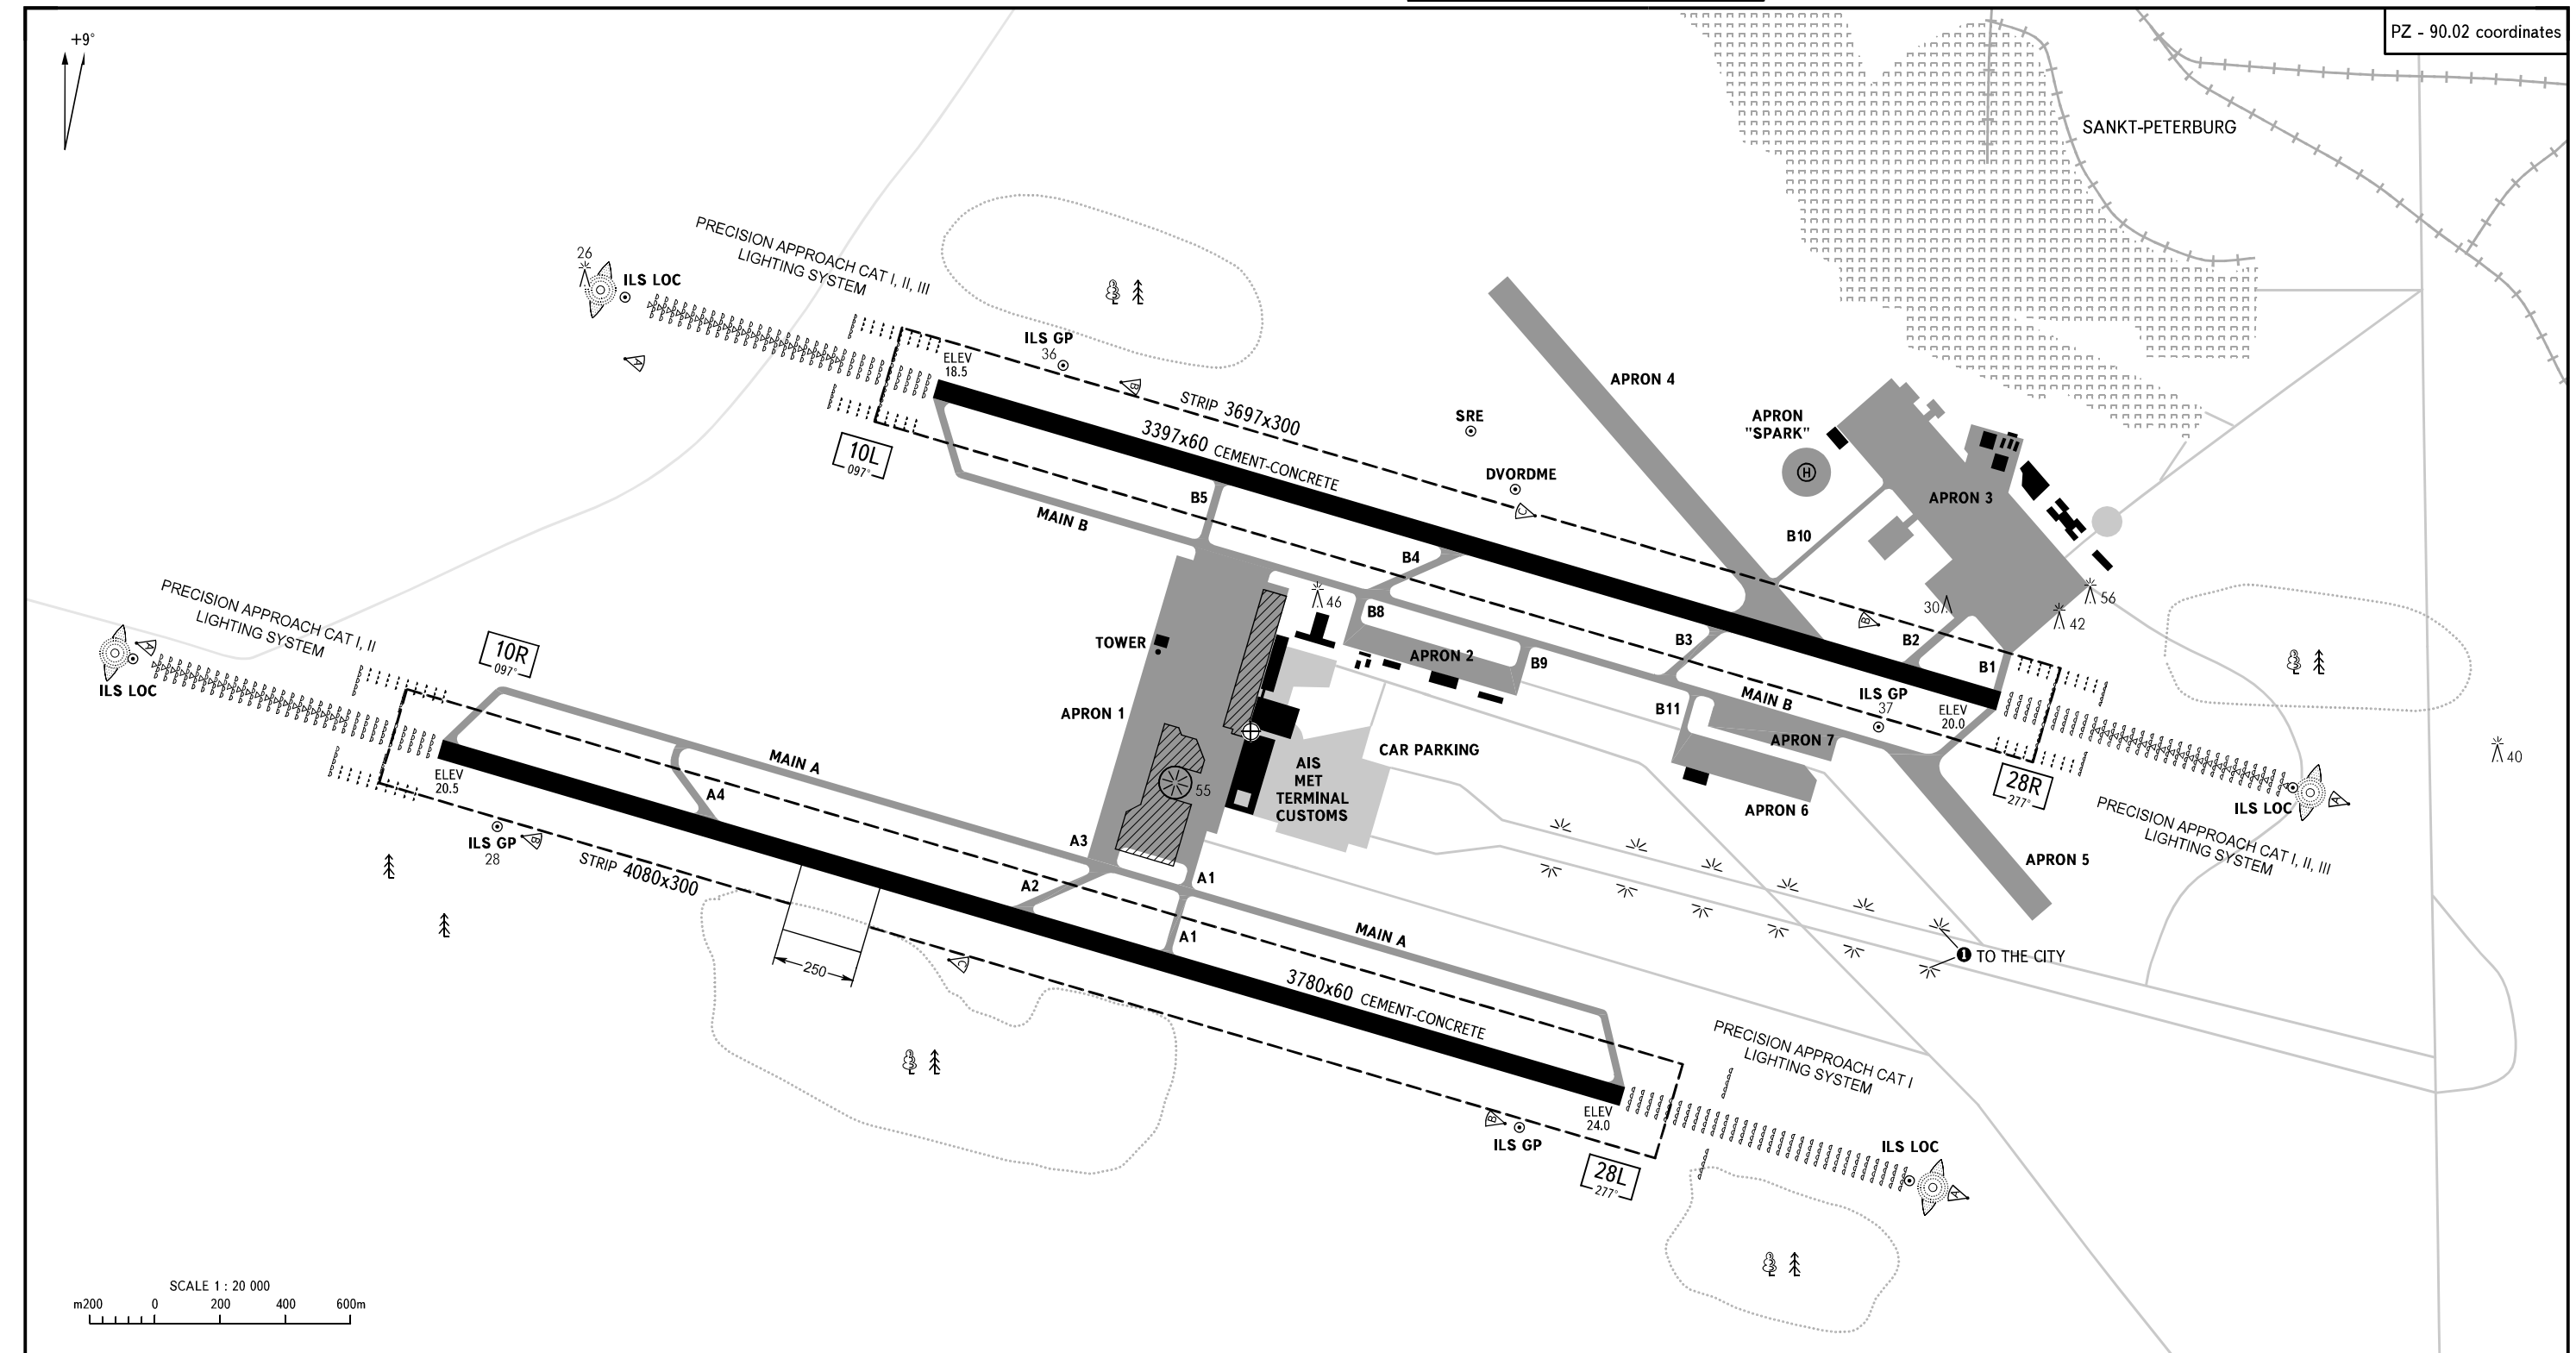 +9°
PZ - 90.02 coordinates
SANKT-PETERBURG
PRECISION APPROACH CAT I, II, III
LIGHTING SYSTEM
26
ILS LOC
ILS GP
36
ELEV
18.5
A
B
STRIP 3697x300
3397x60 CEMENT-CONCRETE
10L
097°
APRON 4
APRON
"SPARK"
H
SRE
DVORDME
C
APRON 3
B5
MAIN B
B4
B10
PRECISION APPROACH CAT I, II
LIGHTING SYSTEM
10R
097°
A
ILS LOC
TOWER
46
B8
APRON 2
B9
B3
B
30
B2
B1
56
42
40
APRON 1
B11
MAIN B
ILS GP
37
ELEV
20.0
APRON 7
APRON 6
28R
277°
ILS LOC
A
PRECISION APPROACH CAT I, II, III
LIGHTING SYSTEM
CAR PARKING
AIS
MET
TERMINAL
CUSTOMS
55
MAIN A
ELEV
20.5
A4
ILS GP
28
B
STRIP 4080x300
A3
A2
A1
A1
APRON 5
1 TO THE CITY
250
C
MAIN A
3780x60 CEMENT-CONCRETE
PRECISION APPROACH CAT I
LIGHTING SYSTEM
B
ILS GP
ELEV
24.0
28L
277°
ILS LOC
A
SCALE 1 : 20 000
m200 0 200 400 600m